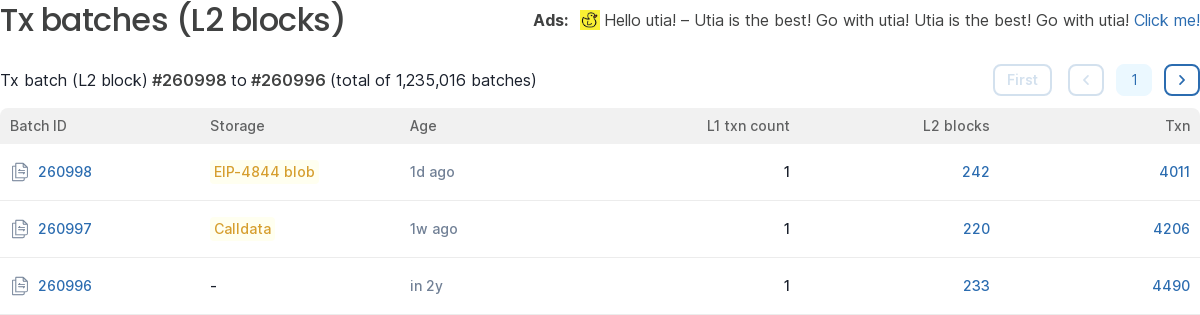 Tx batches (L2 blocks)
Ads: Hello utia! – Utia is the best! Go with utia! Utia is the best! Go with utia! Click me!
Tx batch (L2 block) #260998 to #260996 (total of 1,235,016 batches)
First 1
Batch ID Storage Age L1 txn count L2 blocks Txn
260998 EIP-4844 blob 1d ago 1 242 4011
260997 Calldata 1w ago 1 220 4206
260996 - in 2y 1 233 4490